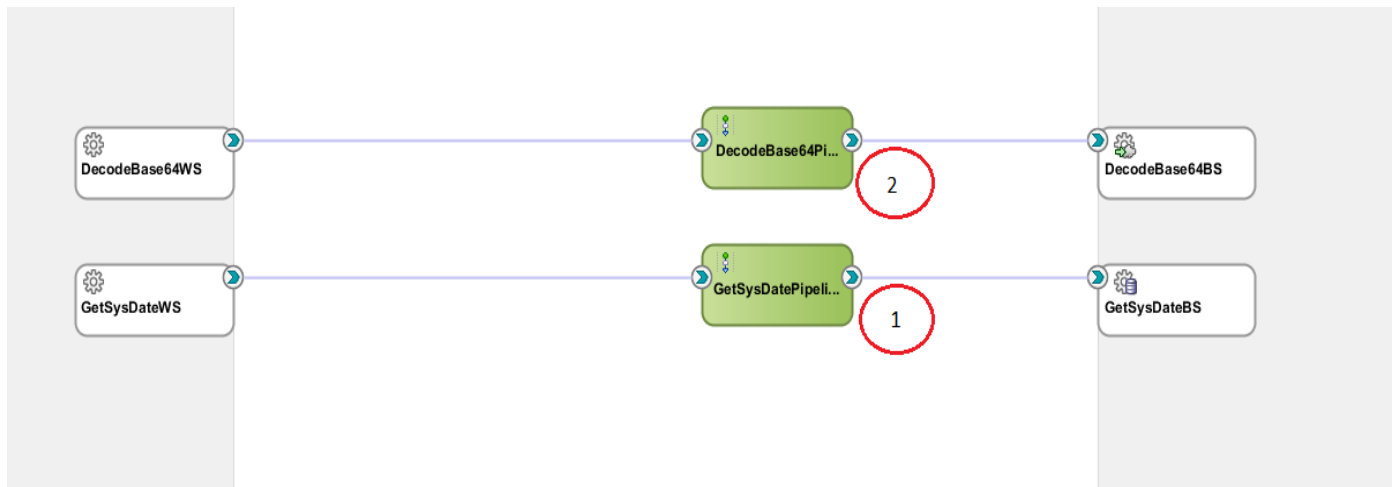 DecodeBase64WS
DecodeBase64Pi...
DecodeBase64BS
2
GetSysDateWS
GetSysDatePipeli...
GetSysDateBS
1